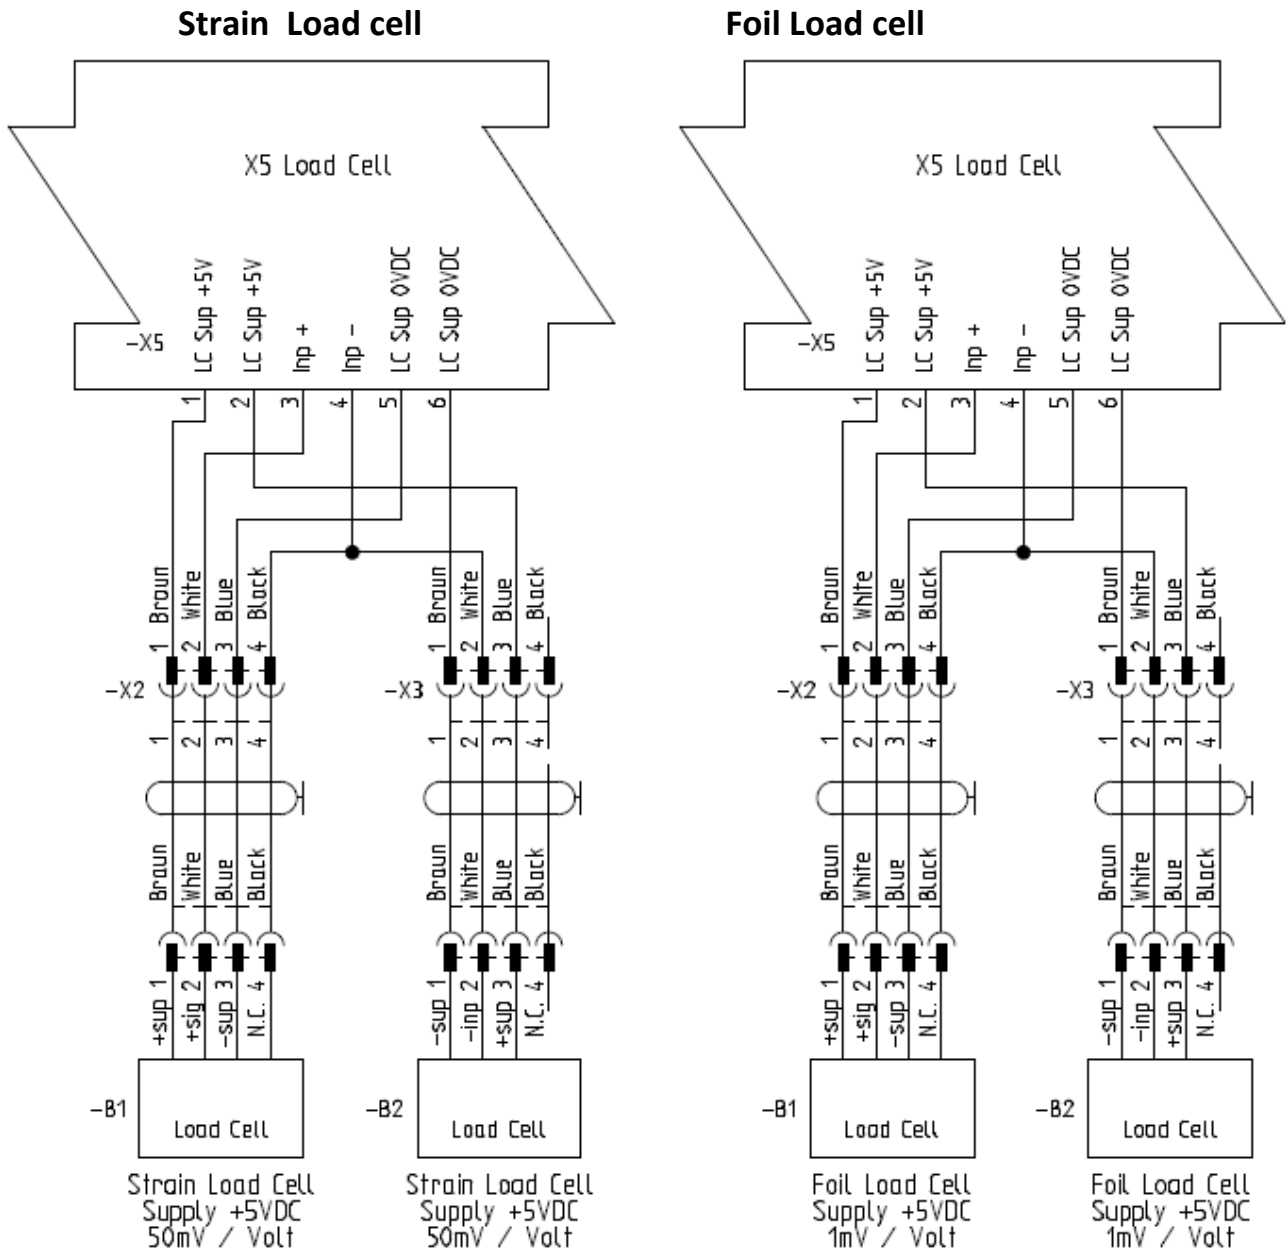 Strain Load cell
Foil Load cell
X5 Load Cell
X5 Load Cell
LC Sup +5V
LC Sup +5V
Inp +
Inp -
LC Sup 0VDC
LC Sup 0VDC
LC Sup +5V
LC Sup +5V
Inp +
Inp -
LC Sup 0VDC
LC Sup 0VDC
-X5
-X5
1 2 3 4 5 6
1 2 3 4 5 6
Braun White Blue Black
Braun White Blue Black
Braun White Blue Black
Braun White Blue Black
1 2 3 4
1 2 3 4
1 2 3 4
1 2 3 4
-X2
-X3
-X2
-X3
1 2 3 4
1 2 3 4
1 2 3 4
1 2 3 4
Braun White Blue Black
Braun White Blue Black
Braun White Blue Black
Braun White Blue Black
+sup 1
+sig 2
-sup 3
N.C. 4
-sup 1
-inp 2
+sup 3
N.C. 4
+sup 1
+sig 2
-sup 3
N.C. 4
-sup 1
-inp 2
+sup 3
N.C. 4
-B1
Load Cell
-B2
Load Cell
-B1
Load Cell
-B2
Load Cell
Strain Load Cell
Supply +5VDC
50mV / Volt
Strain Load Cell
Supply +5VDC
50mV / Volt
Foil Load Cell
Supply +5VDC
1mV / Volt
Foil Load Cell
Supply +5VDC
1mV / Volt